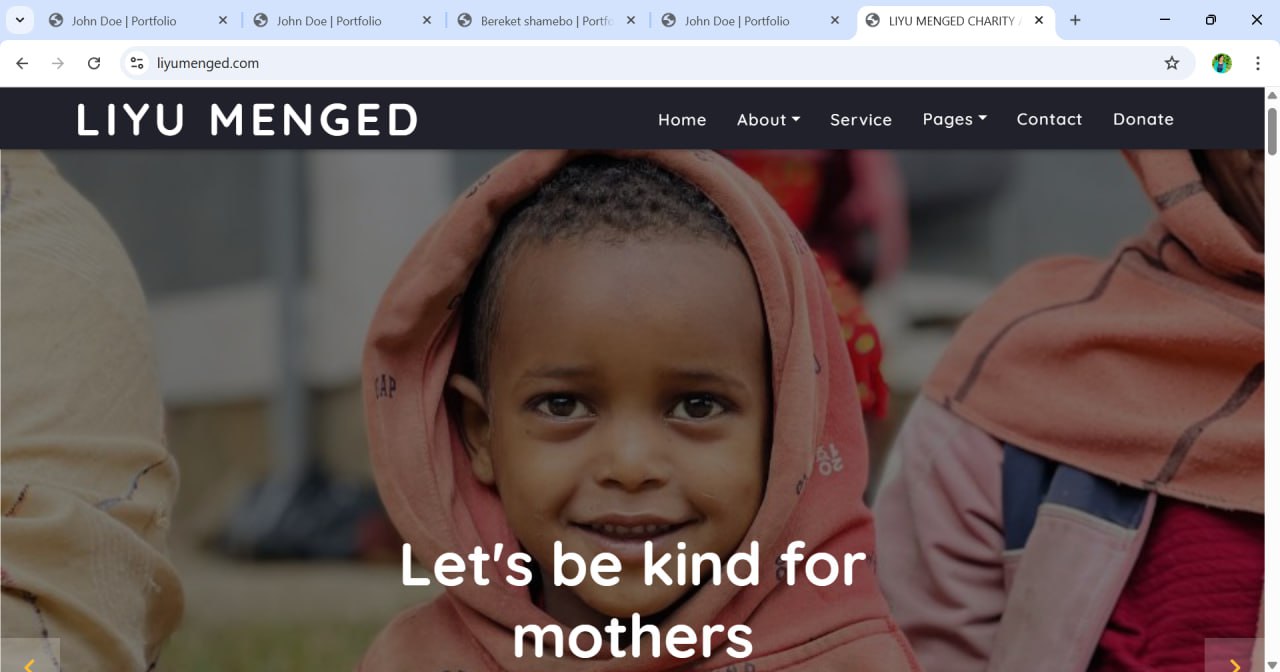 John Doe | Portfolio
John Doe | Portfolio
Bereket shamebo | Portfo
John Doe | Portfolio
LIYU MENGED CHARITY
liyumenged.com
LIYU MENGED
Home
About
Service
Pages
Contact
Donate
GAP
Let's be kind for
mothers